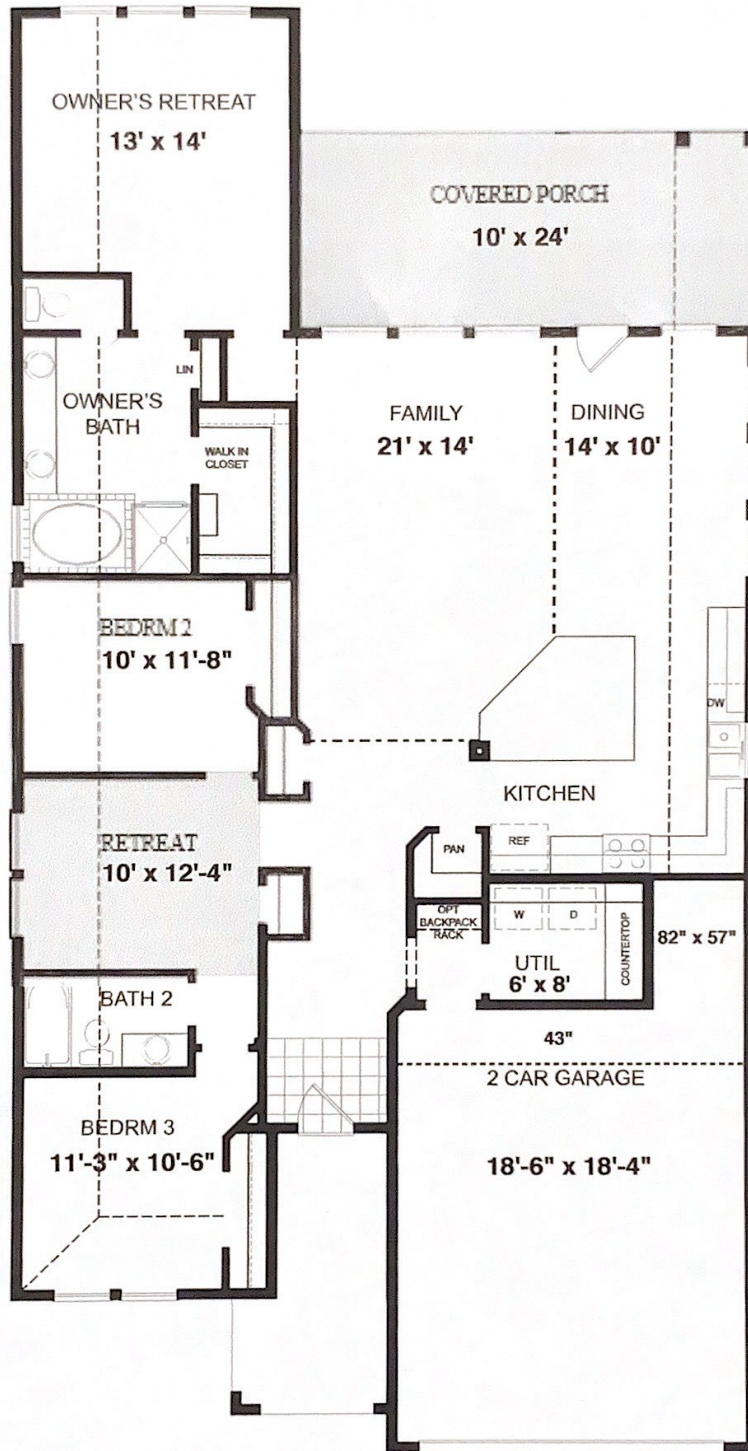 OWNER'S RETREAT
13' x 14'
COVERED PORCH
10' x 24'
LIN
OWNER'S
BATH
WALK IN
CLOSET
FAMILY
21' x 14'
DINING
14' x 10'
BEDRM 2
10' x 11'-8"
DW
KITCHEN
RETREAT
10' x 12'-4"
PAN
REF
OPT
BACKPACK
RACK
W
D
COUNTERTOP
UTIL
6' x 8'
82" x 57"
BATH 2
43"
2 CAR GARAGE
BEDRM 3
11'-3" x 10'-6"
18'-6" x 18'-4"